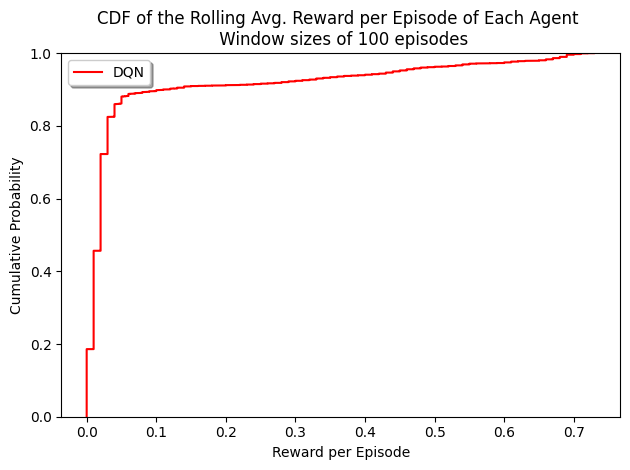 CDF of the Rolling Avg. Reward per Episode of Each Agent
Window sizes of 100 episodes
DQN
1.0
0.8
0.6
0.4
0.2
0.0
Cumulative Probability
0.0 0.1 0.2 0.3 0.4 0.5 0.6 0.7
Reward per Episode